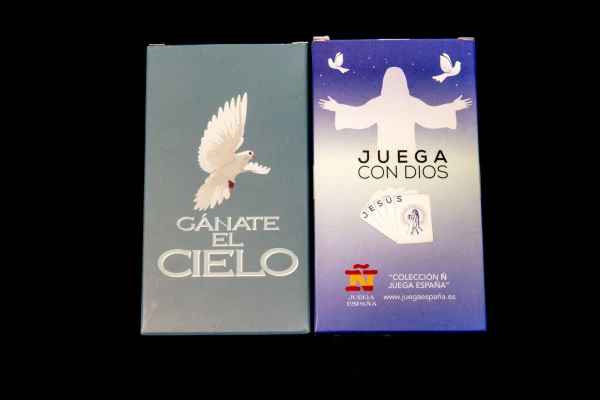 GÁNATE
EL
CIELO
JUEGA
CON DIOS
JESÚS
Ñ
JUEGA
ESPAÑA
"COLECCIÓN Ñ
JUEGA ESPAÑA"
www.juegaespaña.es